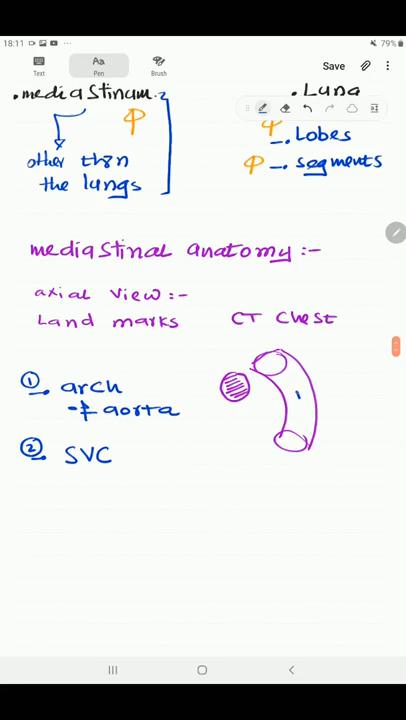 18:11 79%
Text Pen Brush Save
.mediastinum. .Lung
other than
the lungs
_.Lobes
_.segments
mediastinal anatomy :-
axial view :-
Land marks CT Chest
1. arch
of aorta
2. SVC
1